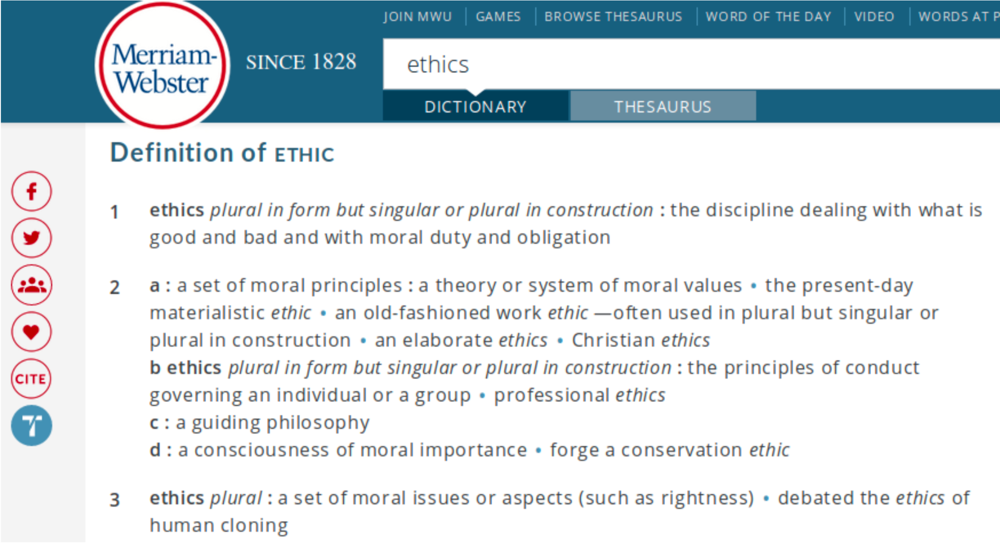 JOIN MWU GAMES BROWSE THESAURUS WORD OF THE DAY VIDEO WORDS AT P
Merriam-
Webster
SINCE 1828
ethics
DICTIONARY THESAURUS
Definition of ETHIC
1 ethics plural in form but singular or plural in construction : the discipline dealing with what is
good and bad and with moral duty and obligation
2 a : a set of moral principles : a theory or system of moral values • the present-day
materialistic ethic • an old-fashioned work ethic —often used in plural but singular or
plural in construction • an elaborate ethics • Christian ethics
b ethics plural in form but singular or plural in construction : the principles of conduct
governing an individual or a group • professional ethics
c : a guiding philosophy
d : a consciousness of moral importance • forge a conservation ethic
3 ethics plural : a set of moral issues or aspects (such as rightness) • debated the ethics of
human cloning
f
CITE
T